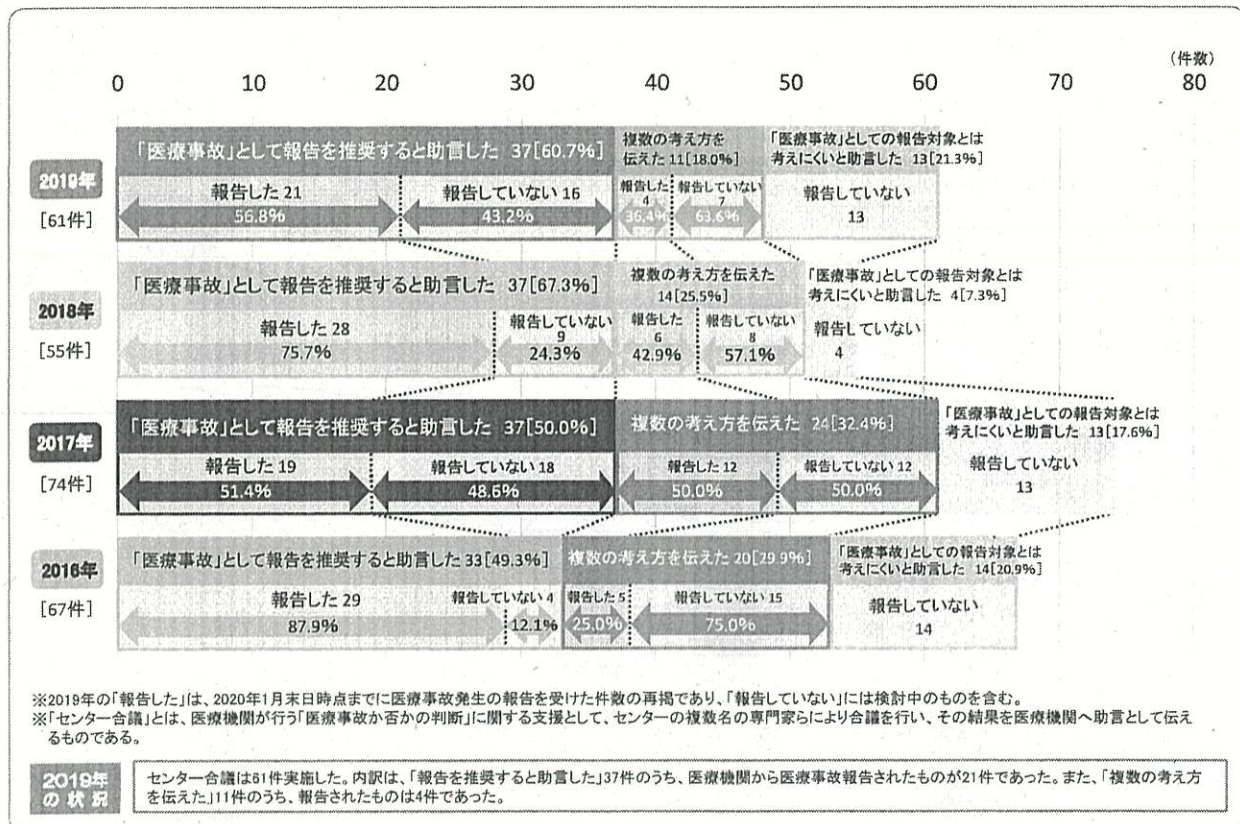 (件数)
0 10 20 30 40 50 60 70 80
2019年
[61件]
「医療事故」として報告を推奨すると助言した 37[60.7%]
複数の考え方を
伝えた 11[18.0%]
「医療事故」としての報告対象とは
考えにくいと助言した 13[21.3%]
報告した 21
56.8%
報告していない 16
43.2%
報告した
4
36.4%
報告していない
7
63.6%
報告していない
13
2018年
[55件]
「医療事故」として報告を推奨すると助言した 37[67.3%]
複数の考え方を伝えた
14[25.5%]
「医療事故」としての報告対象とは
考えにくいと助言した 4[7.3%]
報告した 28
75.7%
報告していない
9
24.3%
報告した
6
42.9%
報告していない
8
57.1%
報告していない
4
2017年
[74件]
「医療事故」として報告を推奨すると助言した 37[50.0%]
複数の考え方を伝えた 24[32.4%]
「医療事故」としての報告対象とは
考えにくいと助言した 13[17.6%]
報告した 19
51.4%
報告していない 18
48.6%
報告した 12
50.0%
報告していない 12
50.0%
報告していない
13
2016年
[67件]
「医療事故」として報告を推奨すると助言した 33[49.3%]
複数の考え方を伝えた 20[29.9%]
「医療事故」としての報告対象とは
考えにくいと助言した 14[20.9%]
報告した 29
87.9%
報告していない 4
12.1%
報告した 5
25.0%
報告していない 15
75.0%
報告していない
14
※2019年の「報告した」は、2020年1月末日時点までに医療事故発生の報告を受けた件数の再掲であり、「報告していない」には検討中のものを含む。
※「センター会議」とは、医療機関が行う「医療事故か否かの判断」に関する支援として、センターの複数名の専門家らにより会議を行い、その結果を医療機関へ助言として伝え
るものである。
2019年
の状況
センター会議は61件実施した。内訳は、「報告を推奨すると助言した」37件のうち、医療機関から医療事故報告されたものが21件であった。また、「複数の考え方
を伝えた」11件のうち、報告されたものは4件であった。